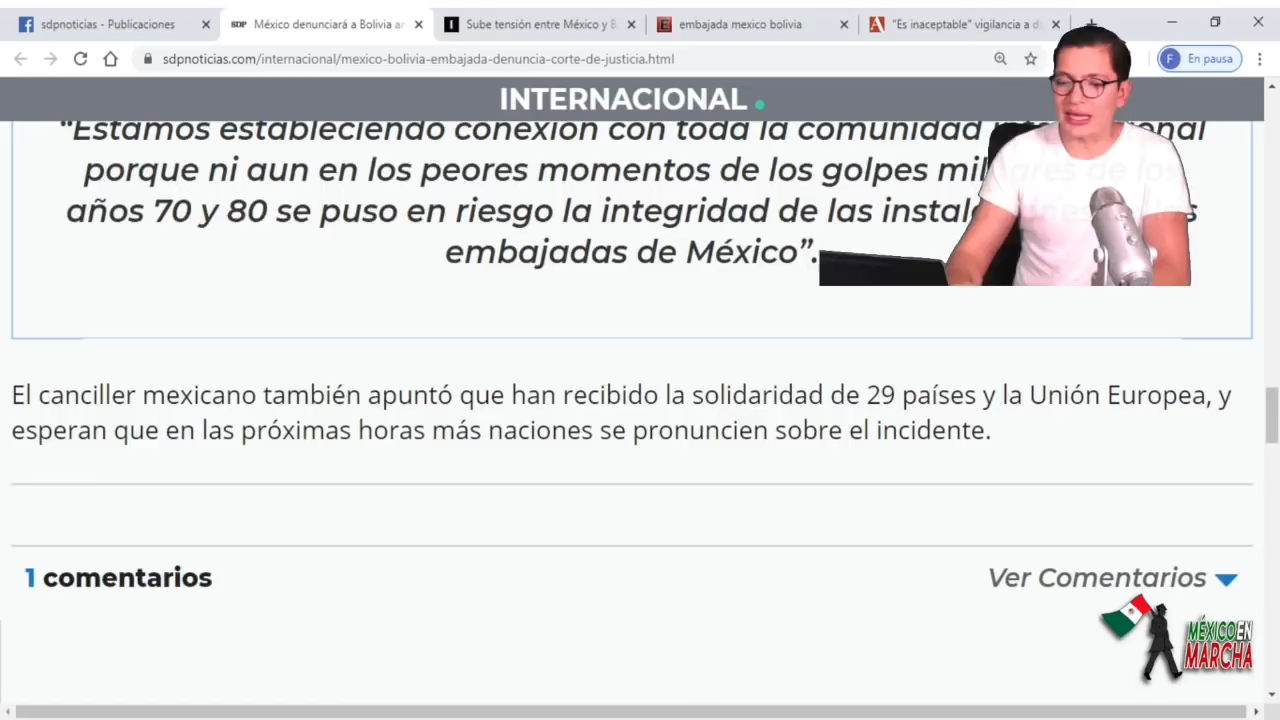 sdpnoticias - Publicaciones
SDP México denunciará a Bolivia an
Sube tensión entre México y B
embajada mexico bolivia
"Es inaceptable" vigilancia a d
sdpnoticias.com/internacional/mexico-bolivia-embajada-denuncia-corte-de-justicia.html
F En pausa
INTERNACIONAL.
“Estamos estableciendo conexión con toda la comunidad
porque ni aun en los peores momentos de los golpes de los
años 70 y 80 se puso en riesgo la integridad de las
embajadas de México”.
El canciller mexicano también apuntó que han recibido la solidaridad de 29 países y la Unión Europea, y
esperan que en las próximas horas más naciones se pronuncien sobre el incidente.
1 comentarios
Ver Comentarios
MÉXICO EN
MARCHA